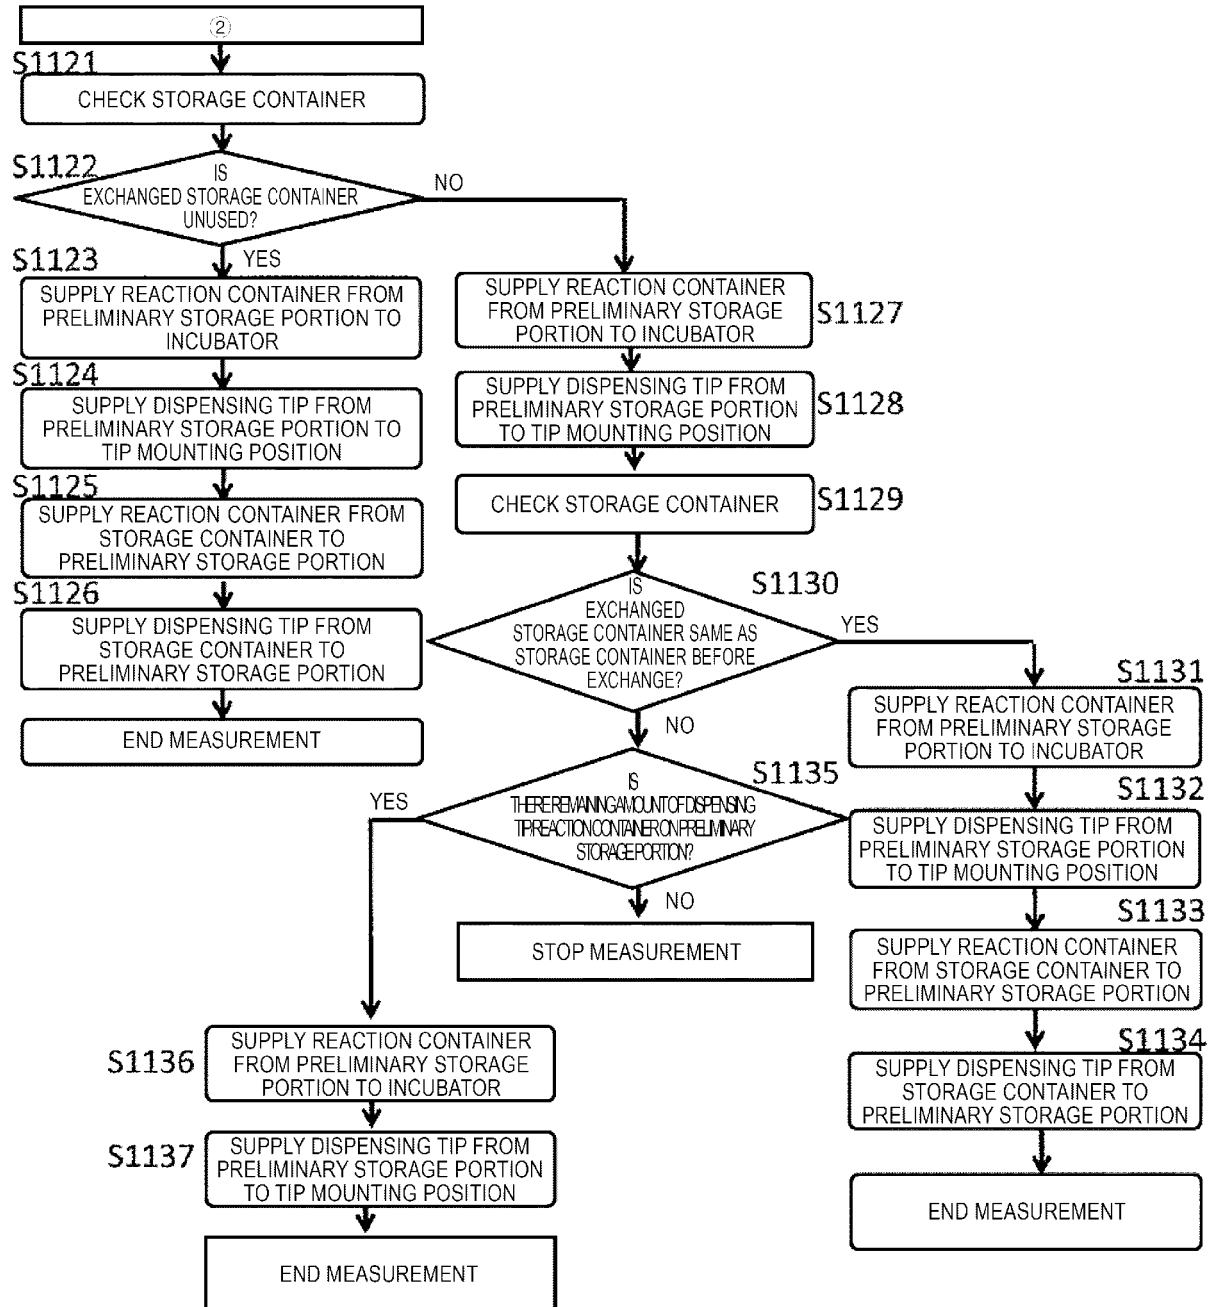 ②
S1121
CHECK STORAGE CONTAINER
S1122
IS
EXCHANGED STORAGE CONTAINER
UNUSED?
NO
YES
S1123
SUPPLY REACTION CONTAINER FROM
PRELIMINARY STORAGE PORTION TO
INCUBATOR
S1124
SUPPLY DISPENSING TIP FROM
PRELIMINARY STORAGE PORTION TO
TIP MOUNTING POSITION
S1125
SUPPLY REACTION CONTAINER FROM
STORAGE CONTAINER TO
PRELIMINARY STORAGE PORTION
S1126
SUPPLY DISPENSING TIP FROM
STORAGE CONTAINER TO
PRELIMINARY STORAGE PORTION
END MEASUREMENT
SUPPLY REACTION CONTAINER
FROM PRELIMINARY STORAGE
PORTION TO INCUBATOR
S1127
SUPPLY DISPENSING TIP FROM
PRELIMINARY STORAGE PORTION
TO TIP MOUNTING POSITION
S1128
CHECK STORAGE CONTAINER
S1129
S1130
IS
EXCHANGED
STORAGE CONTAINER SAME AS
STORAGE CONTAINER BEFORE
EXCHANGE?
YES
NO
S1131
SUPPLY REACTION CONTAINER
FROM PRELIMINARY STORAGE
PORTION TO INCUBATOR
S1132
SUPPLY DISPENSING TIP FROM
PRELIMINARY STORAGE PORTION
TO TIP MOUNTING POSITION
S1133
SUPPLY REACTION CONTAINER
FROM STORAGE CONTAINER TO
PRELIMINARY STORAGE PORTION
S1134
SUPPLY DISPENSING TIP FROM
STORAGE CONTAINER TO
PRELIMINARY STORAGE PORTION
END MEASUREMENT
S1135
IS
THERE REMAINING AMOUNT OF DISPENSING
TIP REACTION CONTAINER ON PRELIMINARY
STORAGE PORTION?
YES
NO
STOP MEASUREMENT
S1136
SUPPLY REACTION CONTAINER
FROM PRELIMINARY STORAGE
PORTION TO INCUBATOR
S1137
SUPPLY DISPENSING TIP FROM
PRELIMINARY STORAGE PORTION
TO TIP MOUNTING POSITION
END MEASUREMENT